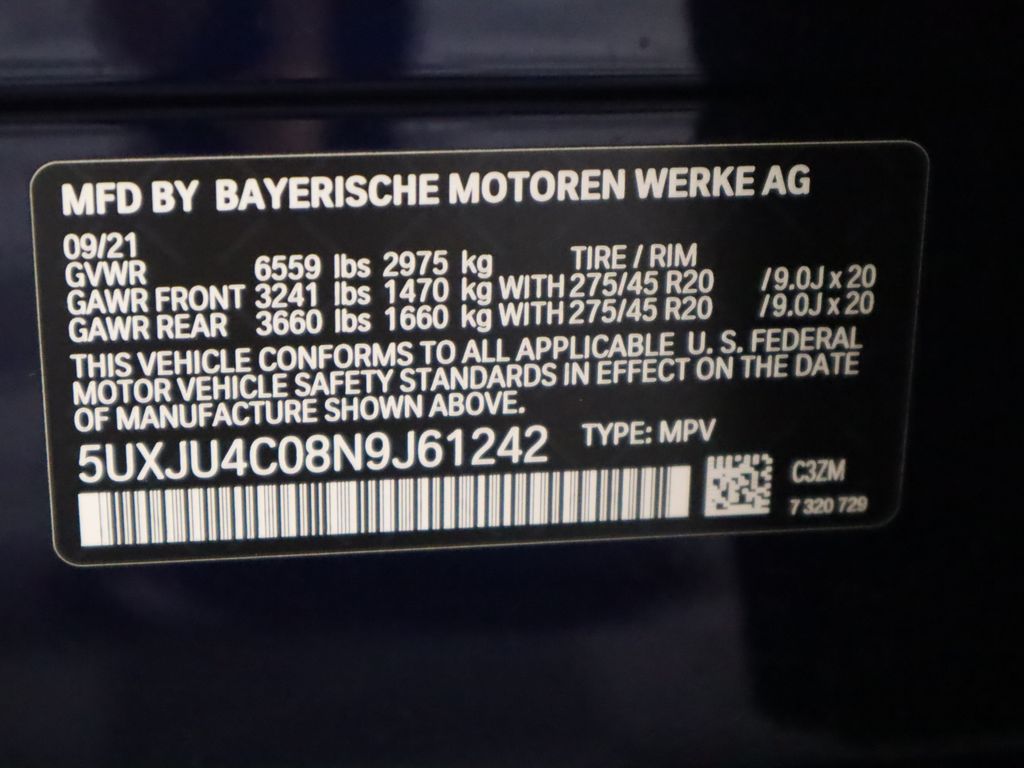 MFD BY BAYERISCHE MOTOREN WERKE AG
09/21
TIRE / RIM
GVWR 6559 lbs 2975 kg
GAWR FRONT 3241 lbs 1470 kg WITH 275/45 R20 /9.0J x 20
GAWR REAR 3660 lbs 1660 kg WITH 275/45 R20 /9.0J x 20
THIS VEHICLE CONFORMS TO ALL APPLICABLE U. S. FEDERAL
MOTOR VEHICLE SAFETY STANDARDS IN EFFECT ON THE DATE
OF MANUFACTURE SHOWN ABOVE.
5UXJU4C08N9J61242 TYPE: MPV
C3ZM
7 320 729